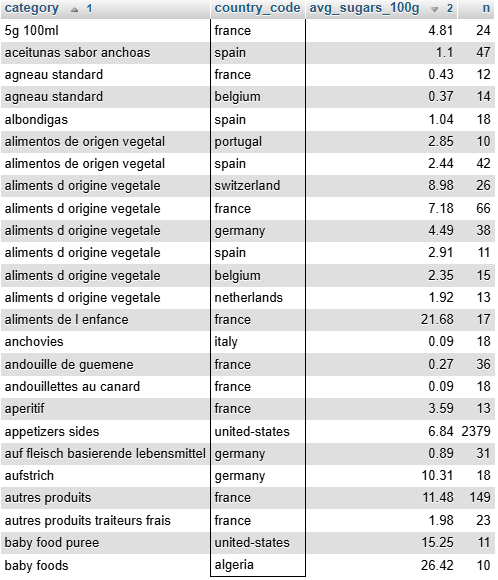 category 1 country_code avg_sugars_100g 2 n
5g 100ml france 4.81 24
aceitunas sabor anchoas spain 1.1 47
agneau standard france 0.43 12
agneau standard belgium 0.37 14
albondigas spain 1.04 18
alimentos de origen vegetal portugal 2.85 10
alimentos de origen vegetal spain 2.44 42
aliments d origine vegetale switzerland 8.98 26
aliments d origine vegetale france 7.18 66
aliments d origine vegetale germany 4.49 38
aliments d origine vegetale spain 2.91 11
aliments d origine vegetale belgium 2.35 15
aliments d origine vegetale netherlands 1.92 13
aliments de l enfance france 21.68 17
anchovies italy 0.09 18
andouille de guemene france 0.27 36
andouillettes au canard france 0.09 18
aperitif france 3.59 13
appetizers sides united-states 6.84 2379
auf fleisch basierende lebensmittel germany 0.89 31
aufstrich germany 10.31 18
autres produits france 11.48 149
autres produits traiteurs frais france 1.98 23
baby food puree united-states 15.25 11
baby foods algeria 26.42 10